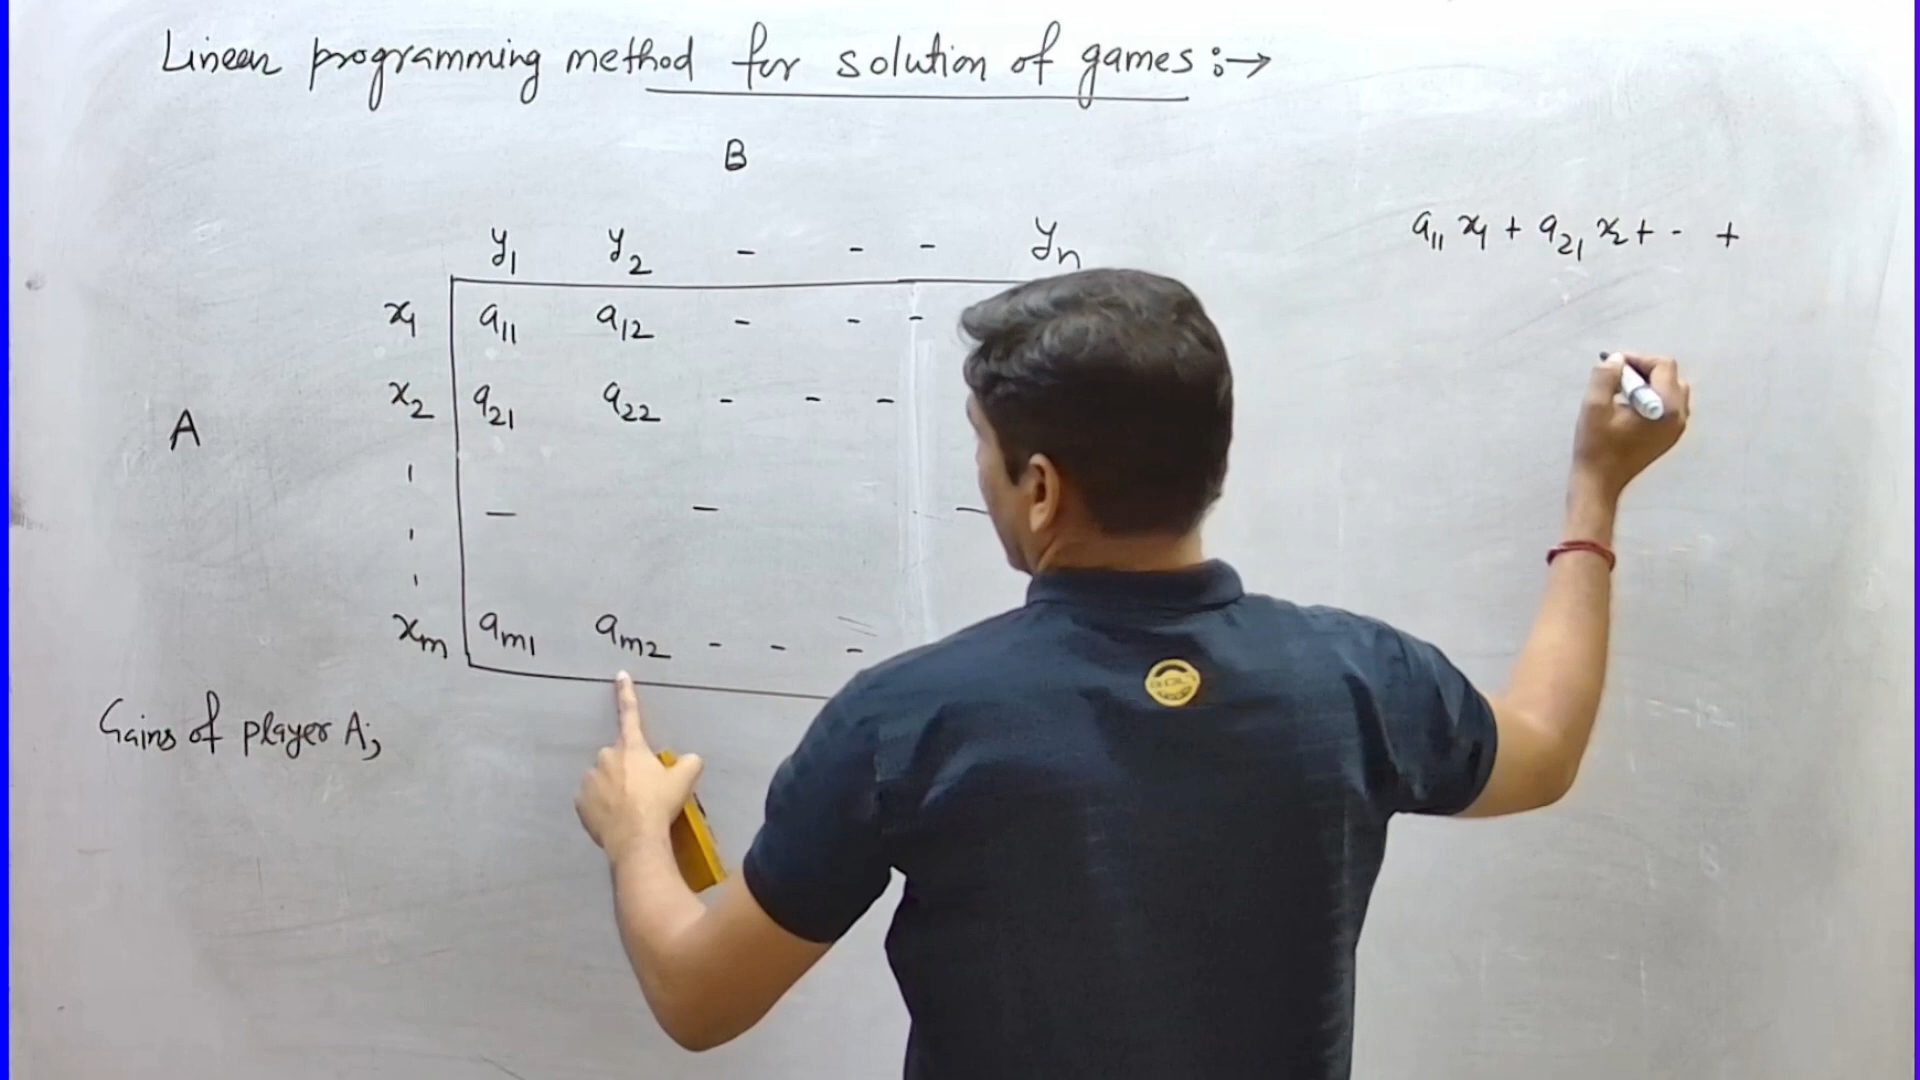 Linear programming method for solution of games :→
B
y₁ y₂ - - - yₙ
a₁₁ x₁ + a₂₁ x₂ + - - +
x₁ a₁₁ a₁₂ - - -
x₂ a₂₁ a₂₂ - - -
A
- - -
xₘ aₘ₁ aₘ₂ - - -
Gains of player A;